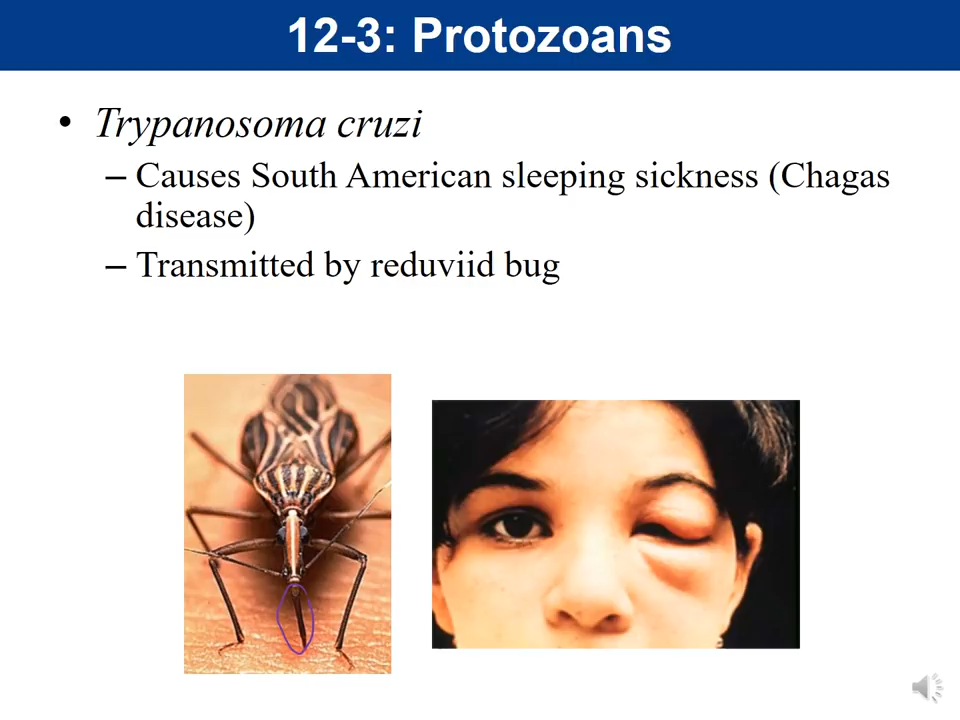 12-3: Protozoans
• Trypanosoma cruzi
– Causes South American sleeping sickness (Chagas
disease)
– Transmitted by reduviid bug